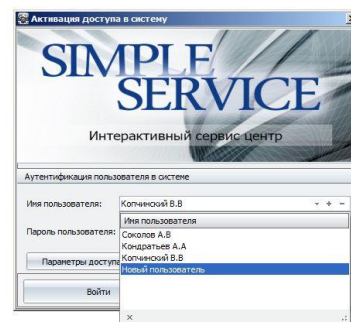 Активация доступа в систему
SIMPLE
SERVICE
Интерактивный сервис центр
Аутентификация пользователя в системе
Имя пользователя: Копчинский В.В
Имя пользователя
Пароль пользователя:
Соколов А.В
Кондратьев А.А
Копчинский В.В
Параметры доступа
Новый пользователь
Войти